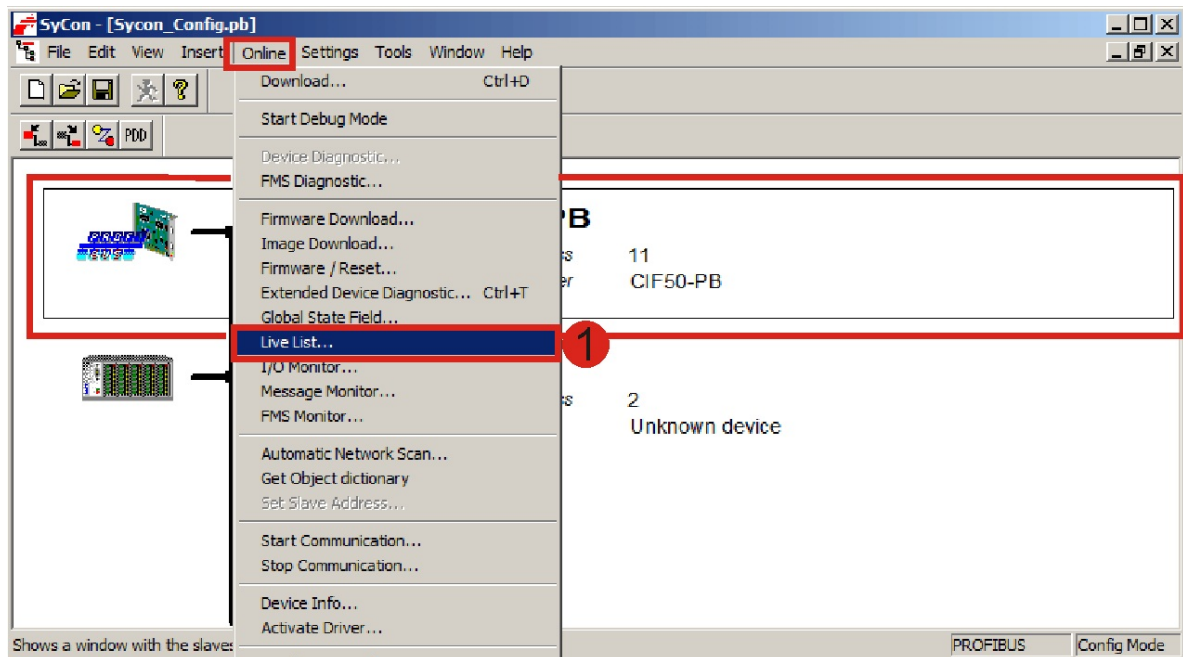 SyCon - [Sycon_Config.pb]
File Edit View Insert Online Settings Tools Window Help
PDD
Download... Ctrl+D
Start Debug Mode
Device Diagnostic...
FMS Diagnostic...
Firmware Download...
Image Download...
Firmware / Reset...
Extended Device Diagnostic... Ctrl+T
Global State Field...
Live List...
1
I/O Monitor...
Message Monitor...
FMS Monitor...
Automatic Network Scan...
Get Object dictionary
Set Slave Address...
Start Communication...
Stop Communication...
Device Info...
Activate Driver...
PB
ss 11
er CIF50-PB
ss 2
Unknown device
Shows a window with the slaves PROFIBUS Config Mode